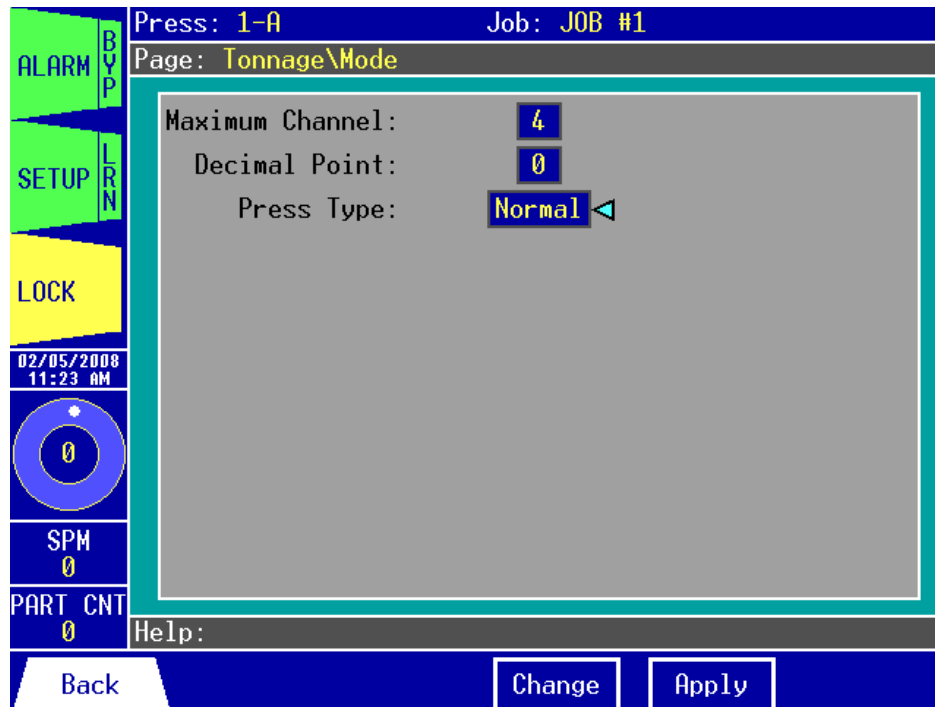 Press: 1-A Job: JOB #1
Page: Tonnage\Mode
ALARM BYP
SETUP LRN
LOCK
02/05/2008
11:23 AM
0
SPM
0
PART CNT
0
Maximum Channel: 4
Decimal Point: 0
Press Type: Normal
Help:
Back Change Apply